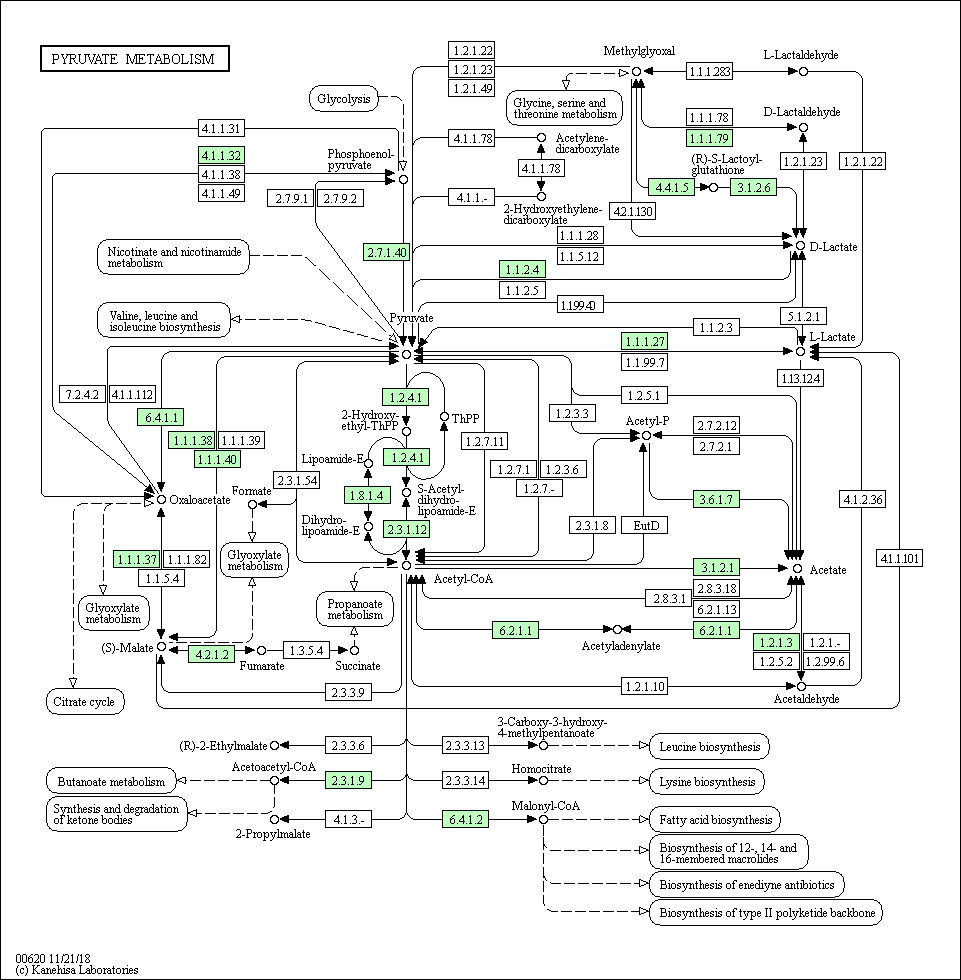 PYRUVATE METABOLISM
1.2.1.22
1.2.1.23
1.2.1.49
Methylglyoxal
1.1.1.283
L-Lactaldehyde
Glycolysis
Glycine, serine and
threonine metabolism
4.1.1.31
4.1.1.32
4.1.1.38
4.1.1.49
Phosphoenol-
pyruvate
4.1.1.78
Acetylene-
dicarboxylate
4.1.1.78
1.1.1.78
1.1.1.79
D-Lactaldehyde
(R)-S-Lactoyl-
glutathione
1.2.1.23
1.2.1.22
2.7.9.1
2.7.9.2
4.1.1.-
2-Hydroxyethylene-
dicarboxylate
4.4.1.5
3.1.2.6
4.2.1.130
Nicotinate and nicotinamide
metabolism
2.7.1.40
1.1.1.28
1.1.5.12
D-Lactate
1.1.2.4
1.1.2.5
1.1.99.40
Valine, leucine and
isoleucine biosynthesis
Pyruvate
1.1.2.3
5.1.2.1
L-Lactate
1.1.1.27
1.1.99.7
1.13.12.4
7.2.4.2
4.1.1.112
6.4.1.1
1.1.1.38
1.1.1.39
1.1.1.40
1.2.4.1
2-Hydroxy-
ethyl-ThPP
ThPP
1.2.5.1
1.2.3.3
Acetyl-P
2.7.2.12
2.7.2.1
1.2.7.11
Lipoamide-E
1.2.4.1
1.2.7.1
1.2.3.6
1.2.7.-
2.3.1.54
Formate
Oxaloacetate
1.8.1.4
S-Acetyl-
dihydro-
lipoamide-E
Dihydro-
lipoamide-E
2.3.1.12
3.6.1.7
4.1.2.36
2.3.1.8
EutD
Glyoxylate
metabolism
1.1.1.37
1.1.1.82
1.1.5.4
4.1.1.101
Acetyl-CoA
3.1.2.1
Acetate
2.8.3.18
2.8.3.1
6.2.1.13
Glyoxylate
metabolism
Propanoate
metabolism
6.2.1.1
6.2.1.1
Acetyladenylate
(S)-Malate
4.2.1.2
Fumarate
1.3.5.4
Succinate
1.2.1.3
1.2.1.-
1.2.5.2
1.2.99.6
2.3.3.9
1.2.1.10
Acetaldehyde
Citrate cycle
(R)-2-Ethylmalate
2.3.3.6
2.3.3.13
3-Carboxy-3-hydroxy-
4-methylpentanoate
Leucine biosynthesis
Acetoacetyl-CoA
Butanoate metabolism
2.3.1.9
2.3.3.14
Homocitrate
Lysine biosynthesis
Synthesis and degradation
of ketone bodies
4.1.3.-
2-Propylmalate
6.4.1.2
Malonyl-CoA
Fatty acid biosynthesis
Biosynthesis of 12-, 14- and
16-membered macrolides
Biosynthesis of enediyne antibiotics
Biosynthesis of type II polyketide backbone
00620 11/21/18
(c) Kanehisa Laboratories